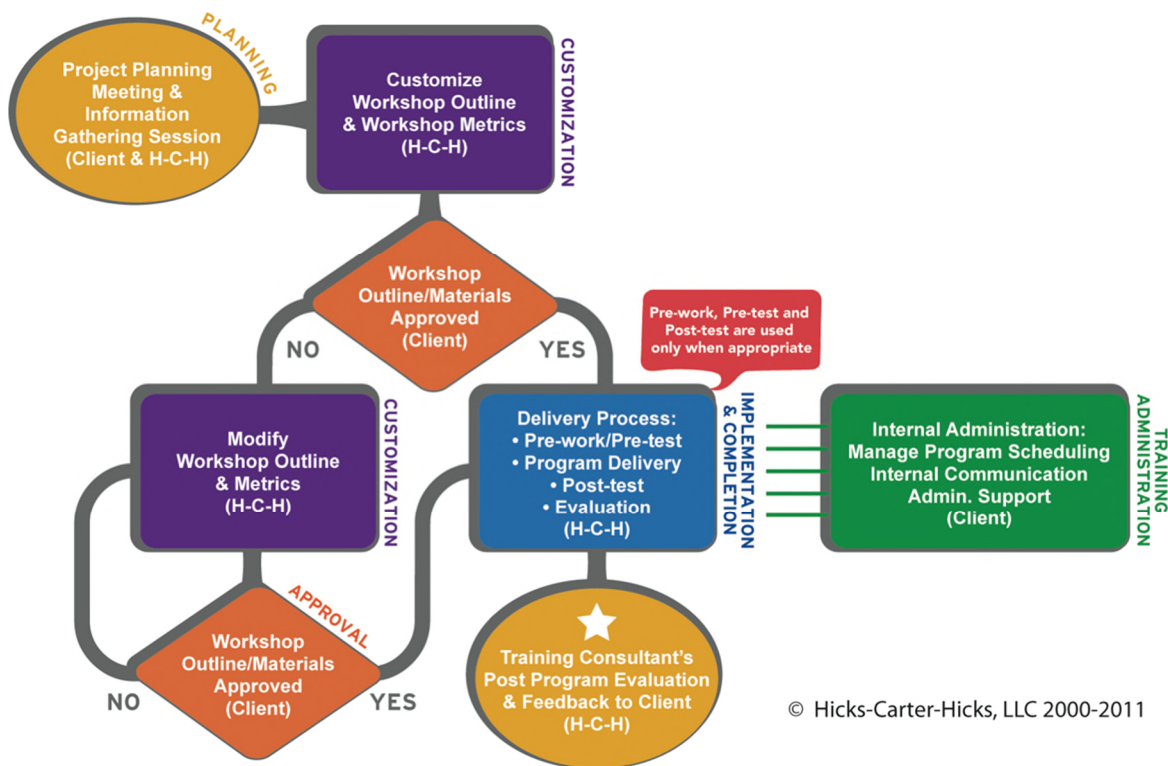 PLANNING
Project Planning
Meeting &
Information
Gathering Session
(Client & H-C-H)
Customize
Workshop Outline
& Workshop Metrics
(H-C-H)
CUSTOMIZATION
Workshop
Outline/Materials
Approved
(Client)
NO
YES
Pre-work, Pre-test and
Post-test are used
only when appropriate
Modify
Workshop Outline
& Metrics
(H-C-H)
CUSTOMIZATION
Delivery Process:
• Pre-work/Pre-test
• Program Delivery
• Post-test
• Evaluation
(H-C-H)
IMPLEMENTATION
& COMPLETION
Internal Administration:
Manage Program Scheduling
Internal Communication
Admin. Support
(Client)
TRAINING
ADMINISTRATION
APPROVAL
Workshop
Outline/Materials
Approved
(Client)
NO
YES
Training Consultant's
Post Program Evaluation
& Feedback to Client
(H-C-H)
© Hicks-Carter-Hicks, LLC 2000-2011